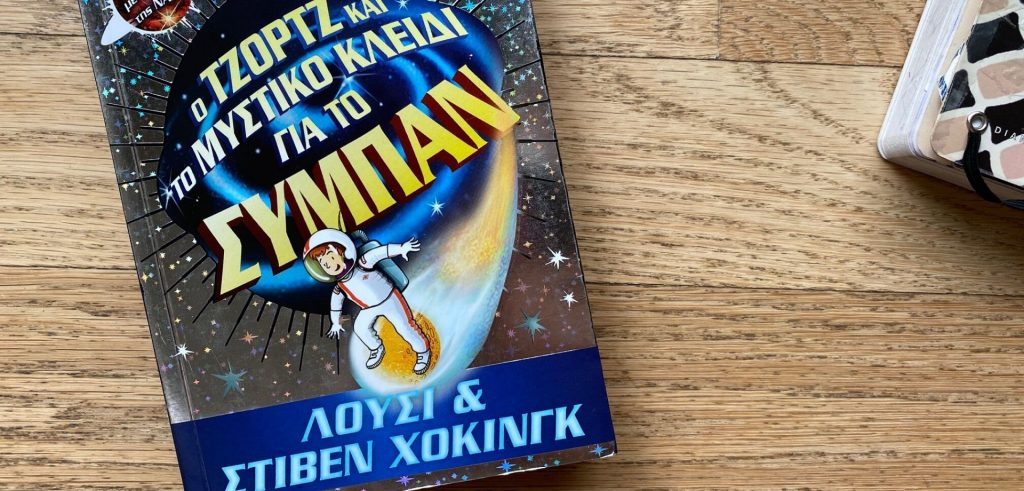 Ο ΤΖΟΡΤΖ ΚΑΙ
ΤΟ ΜΥΣΤΙΚΟ ΚΛΕΙΔΙ
ΓΙΑ ΤΟ
ΣΥΜΠΑΝ
ΛΟΥΣΙ &
ΣΤΙΒΕΝ ΧΟΚΙΝΓΚ